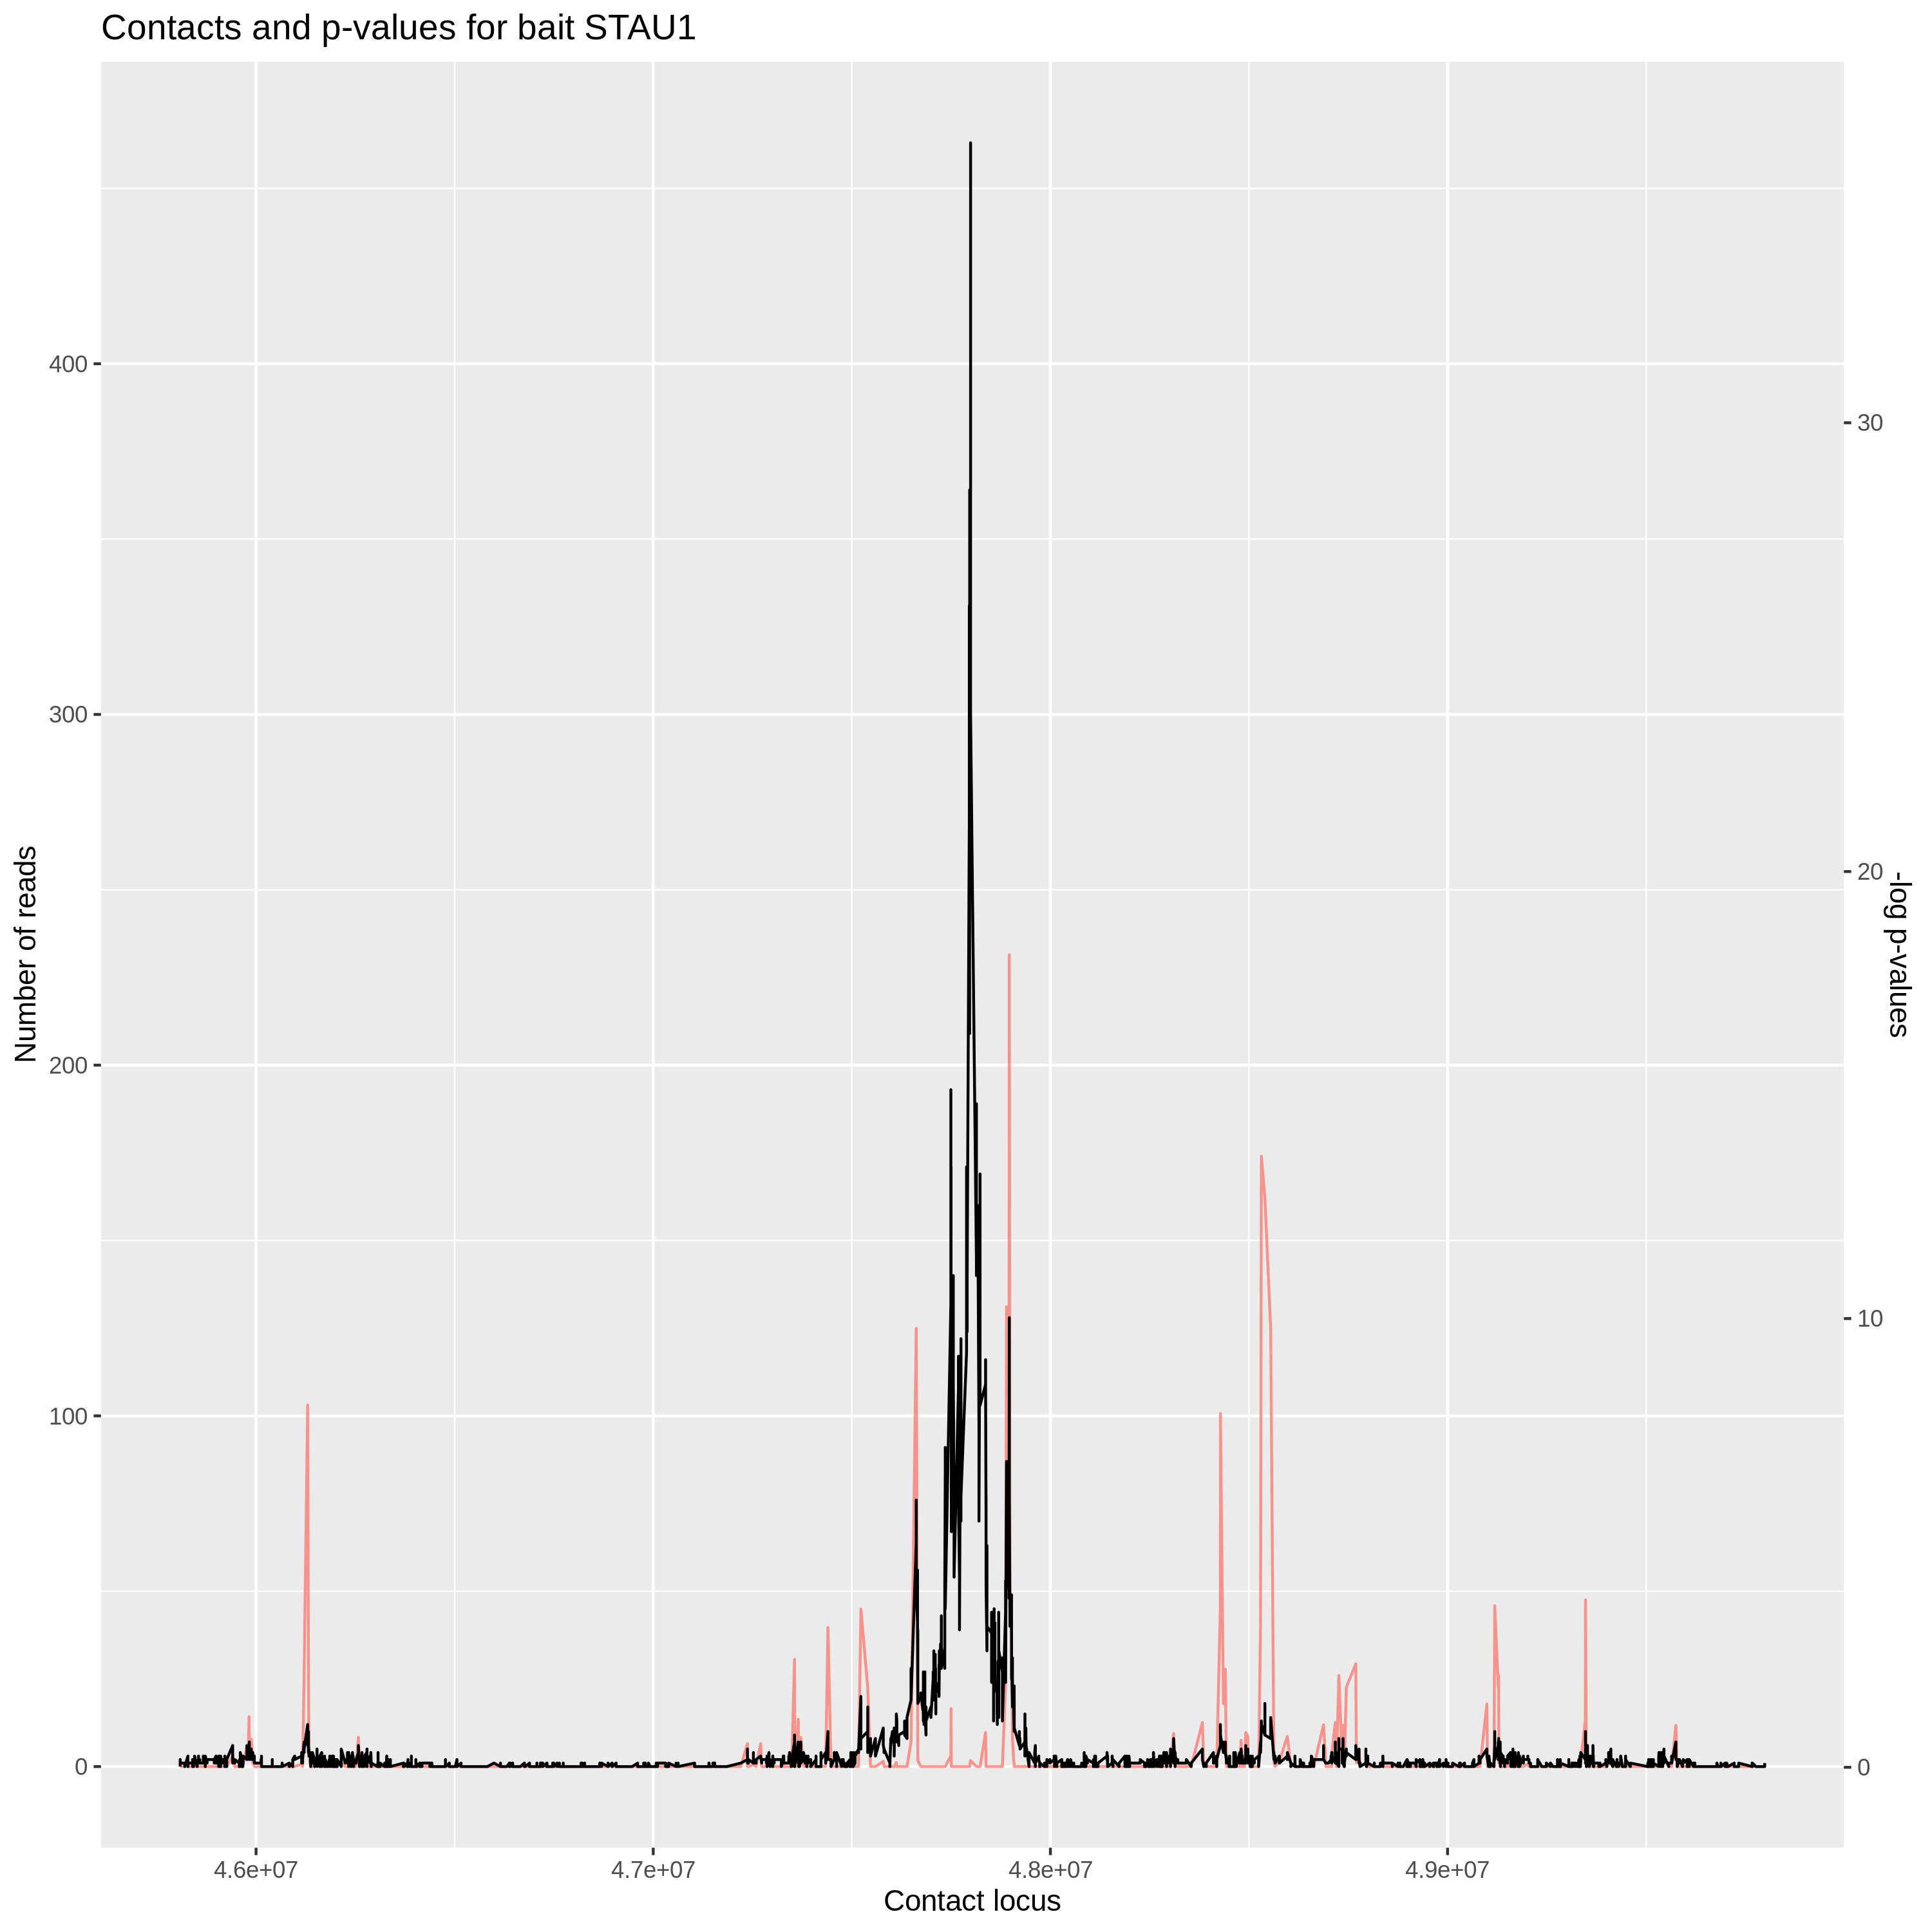 Contacts and p-values for bait STAU1
Number of reads
400
300
200
100
0
30
20
10
0
-log p-values
4.6e+07
4.7e+07
4.8e+07
4.9e+07
Contact locus